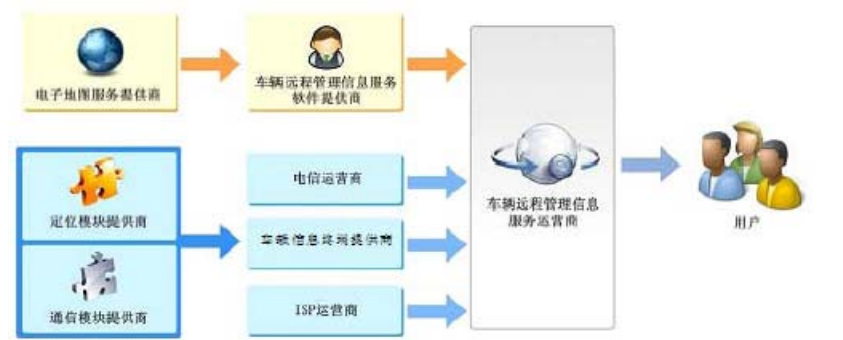 电子地图服务提供商
车辆远程管理信息服务
软件提供商
定位模块提供商
通信模块提供商
电信运营商
车辆信息终端提供商
ISP运营商
车辆远程管理信息
服务运营商
用户